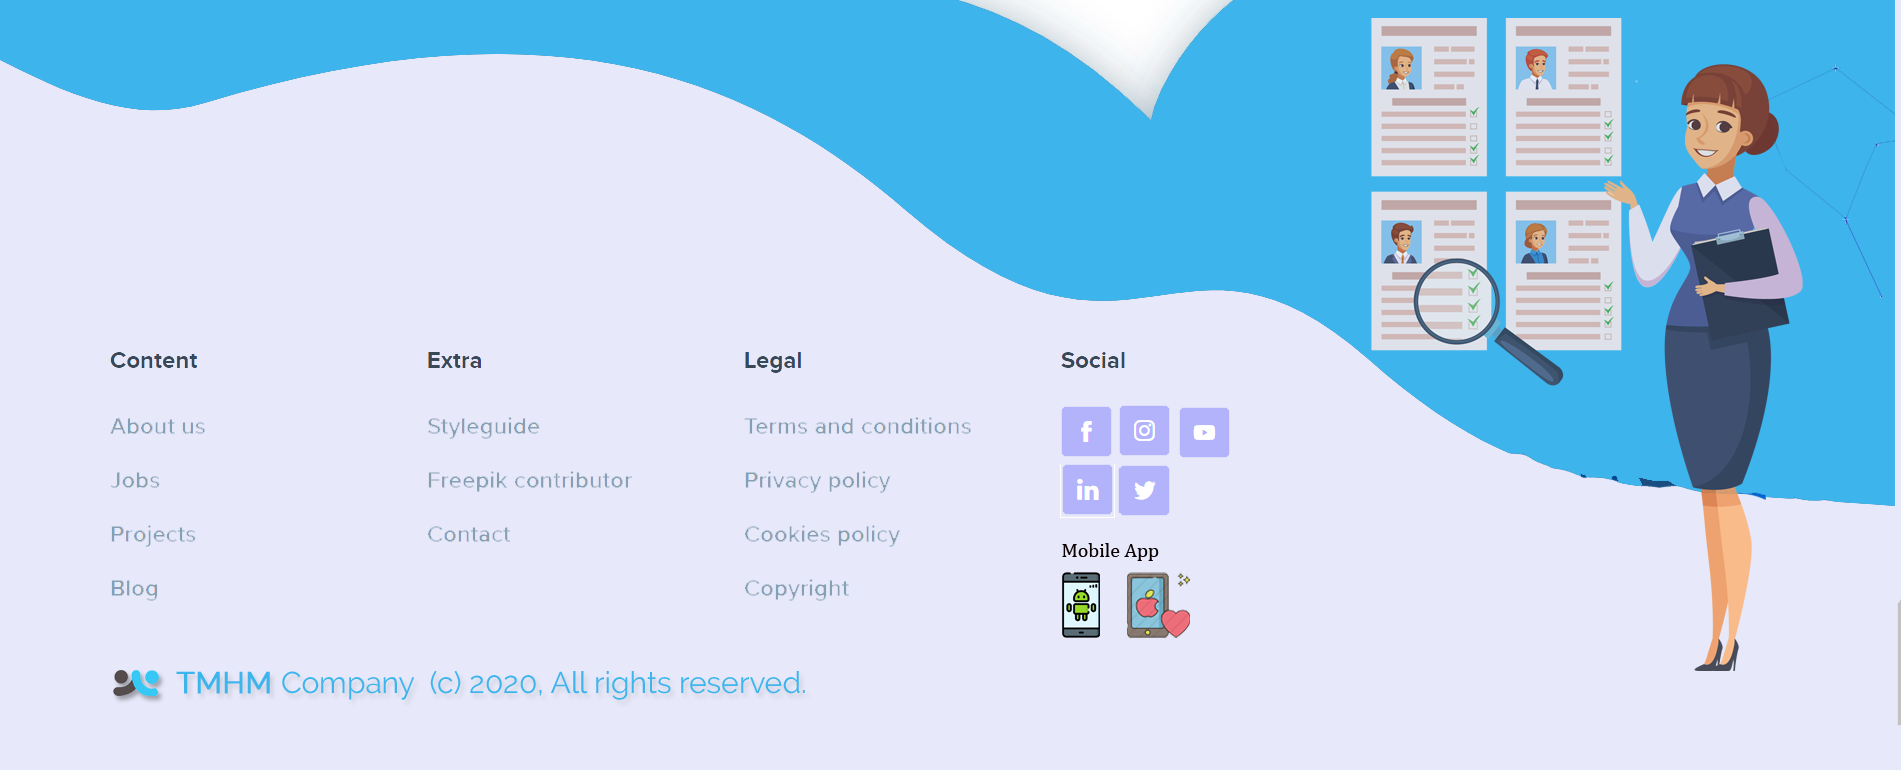 Content
About us
Jobs
Projects
Blog
Extra
Styleguide
Freepik contributor
Contact
Legal
Terms and conditions
Privacy policy
Cookies policy
Copyright
Social
f
in
Mobile App
TMHM Company (c) 2020, All rights reserved.